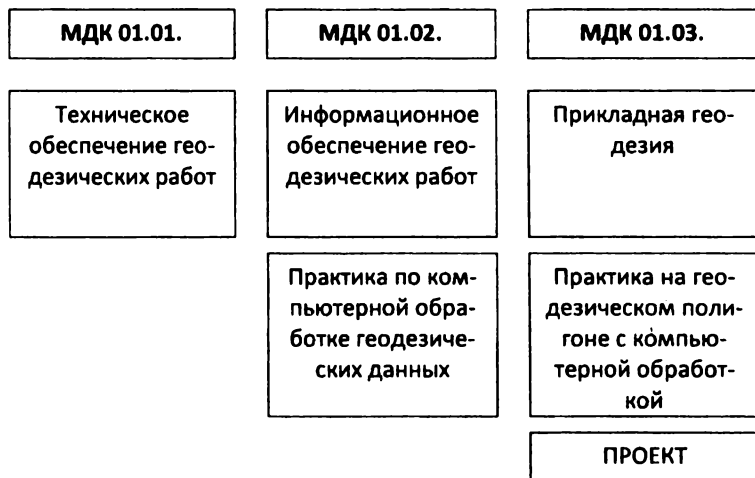 МДК 01.01.
МДК 01.02.
МДК 01.03.
Техническое
обеспечение гео-
дезических работ
Информационное
обеспечение гео-
дезических работ
Прикладная гео-
дезия
Практика по ком-
пьютерной обра-
ботке геодезиче-
ских данных
Практика на гео-
дезическом поли-
гоне с компью-
терной обработ-
кой
ПРОЕКТ